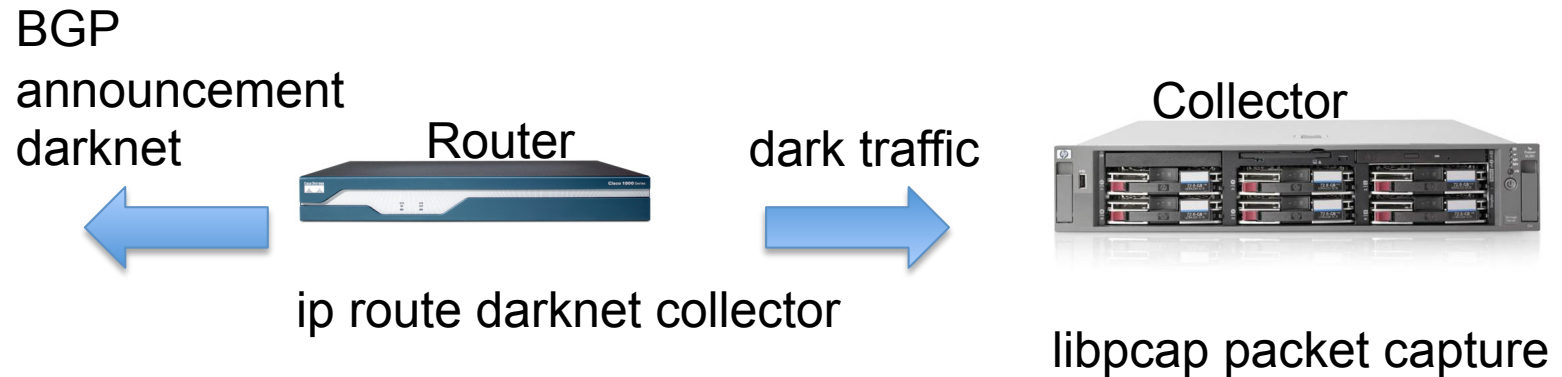 BGP
announcement
darknet
Router
dark traffic
Collector
ip route darknet collector
libpcap packet capture